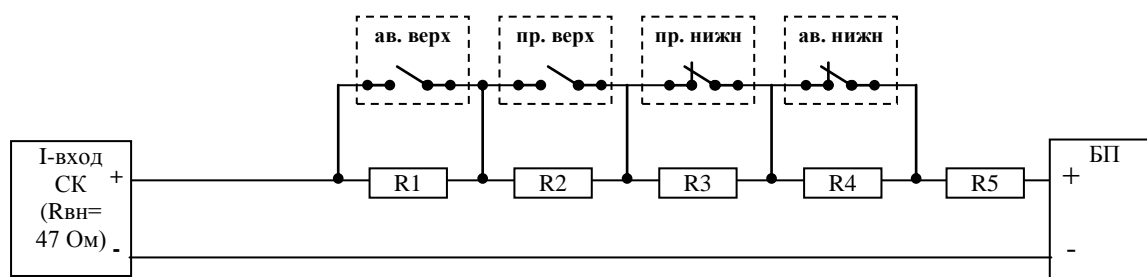 ав. верх
пр. верх
пр. нижн
ав. нижн
I-вход
СК +
(Rвн=
47 Ом) -
R1
R2
R3
R4
R5
БП
+
-